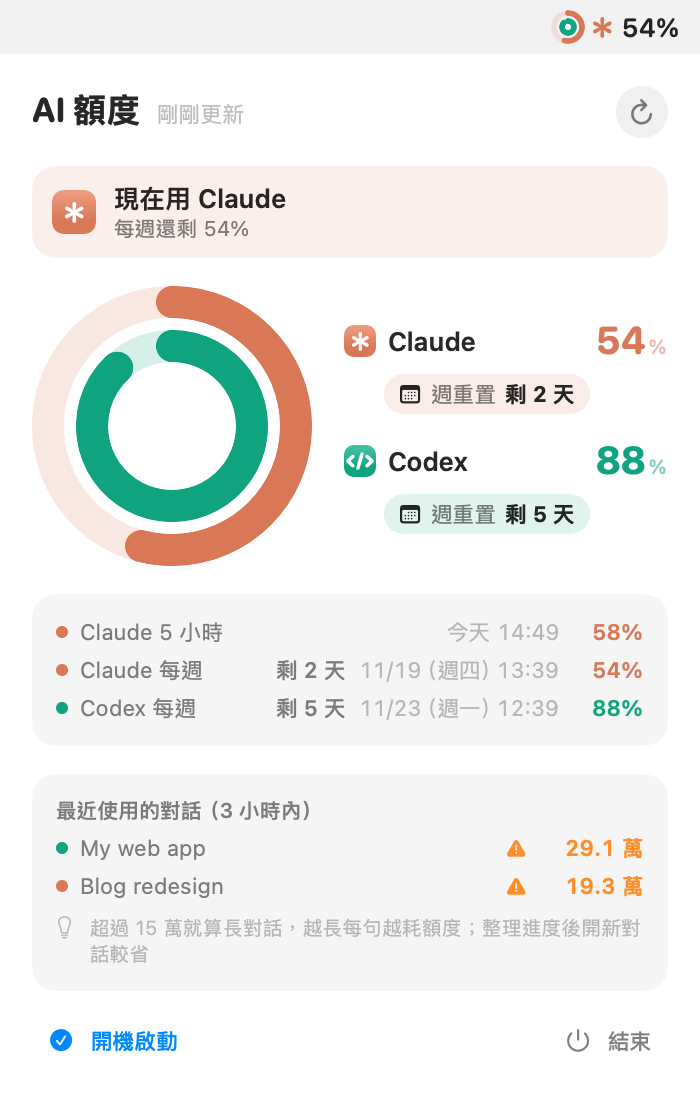 54%
AI 額度 剛剛更新
現在用 Claude
每週還剩 54%
Claude 54%
週重置 剩 2 天
Codex 88%
週重置 剩 5 天
Claude 5 小時 今天 14:49 58%
Claude 每週 剩 2 天 11/19 (週四) 13:39 54%
Codex 每週 剩 5 天 11/23 (週一) 12:39 88%
最近使用的對話（3 小時內）
My web app 29.1 萬
Blog redesign 19.3 萬
超過 15 萬就算長對話，越長每句越耗額度；整理進度後開新對
話較省
開機啟動 結束